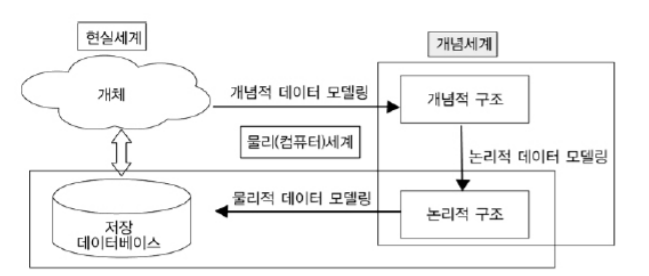 현실세계
개념세계
개체
개념적 데이터 모델링
개념적 구조
물리(컴퓨터)세계
논리적 데이터 모델링
물리적 데이터 모델링
논리적 구조
저장
데이터베이스